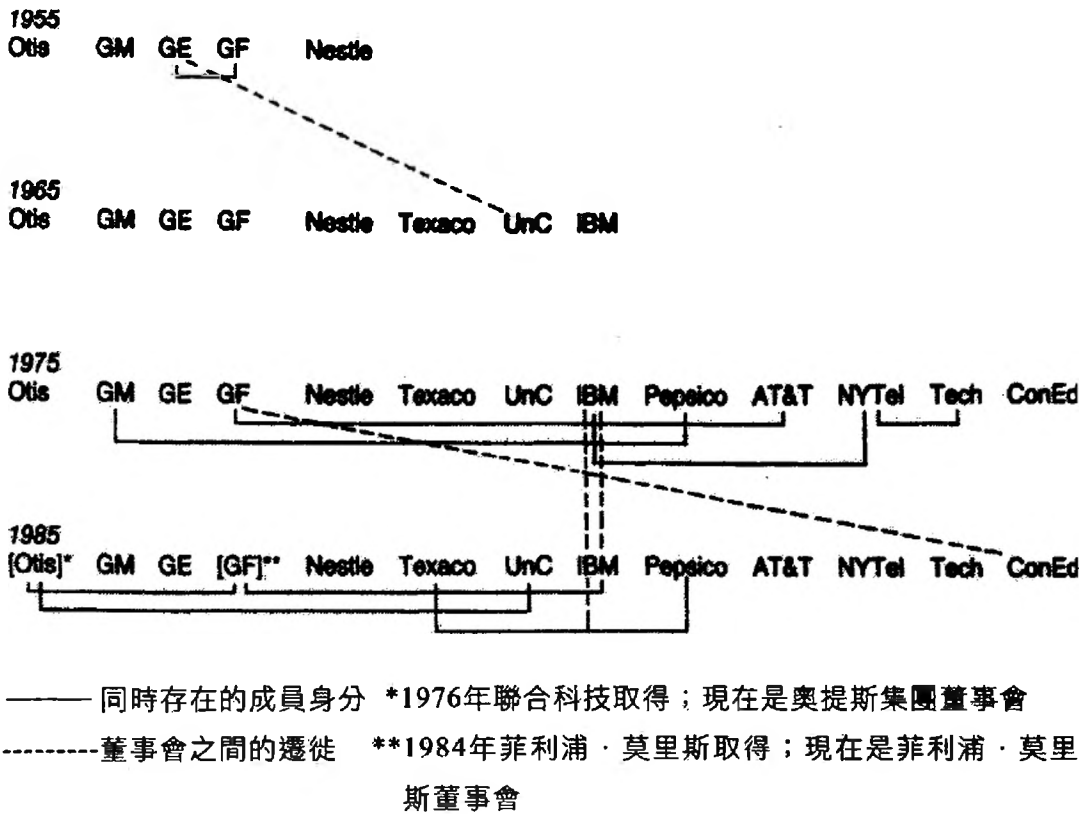 1955
Otis GM GE GF Nestle
1965
Otis GM GE GF Nestle Texaco UnC IBM
1975
Otis GM GE GF Nestle Texaco UnC IBM Pepsico AT&T NYTel Tech ConEd
1985
[Otis]* GM GE [GF]** Nestle Texaco UnC IBM Pepsico AT&T NYTel Tech ConEd
同時存在的成員身分 *1976年聯合科技取得；現在是奧提斯集團董事會
董事會之間的遷徙 **1984年菲利浦．莫里斯取得；現在是菲利浦．莫里
斯董事會